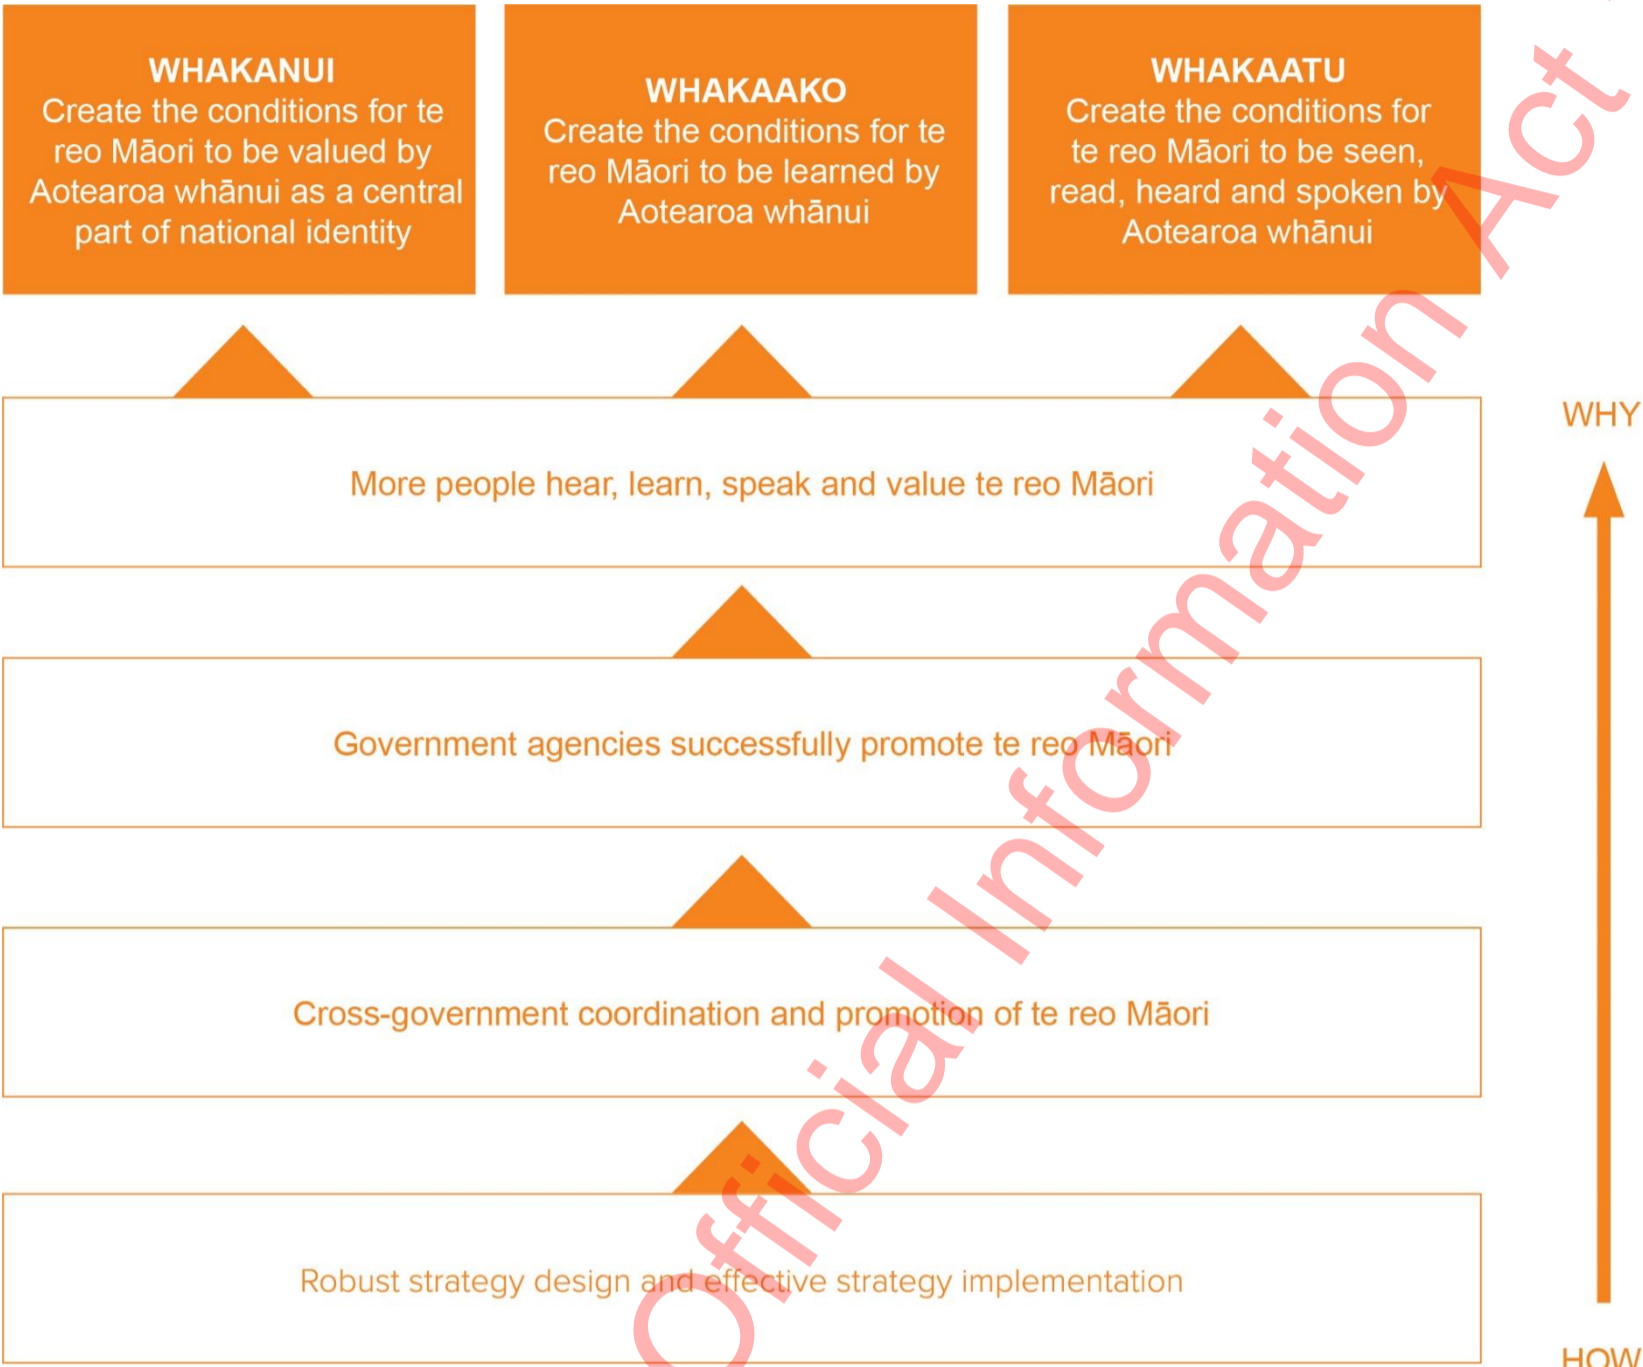 WHAKANUI
Create the conditions for te
reo Māori to be valued by
Aotearoa whānui as a central
part of national identity
WHAKAAKO
Create the conditions for te
reo Māori to be learned by
Aotearoa whānui
WHAKAATU
Create the conditions for
te reo Māori to be seen,
read, heard and spoken by
Aotearoa whānui
WHY
More people hear, learn, speak and value te reo Māori
Government agencies successfully promote te reo Māori
Cross-government coordination and promotion of te reo Māori
Robust strategy design and effective strategy implementation
HOW
Official Information Act